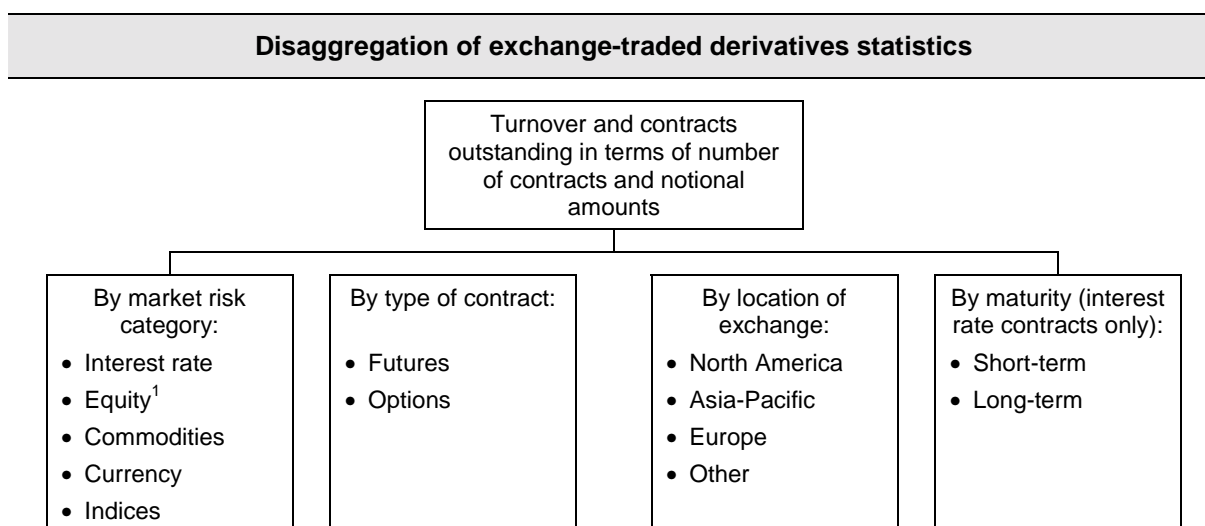 Disaggregation of exchange-traded derivatives statistics
Turnover and contracts
outstanding in terms of number
of contracts and notional
amounts
By market risk
category:
• Interest rate
• Equity¹
• Commodities
• Currency
• Indices
By type of contract:
• Futures
• Options
By location of
exchange:
• North America
• Asia-Pacific
• Europe
• Other
By maturity (interest
rate contracts only):
• Short-term
• Long-term